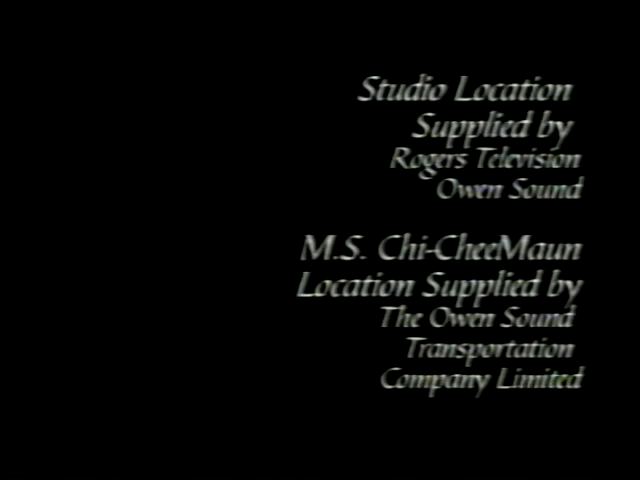 Studio Location
Supplied by
Rogers Television
Owen Sound
M.S. Chi-CheeMaun
Location Supplied by
The Owen Sound
Transportation
Company Limited